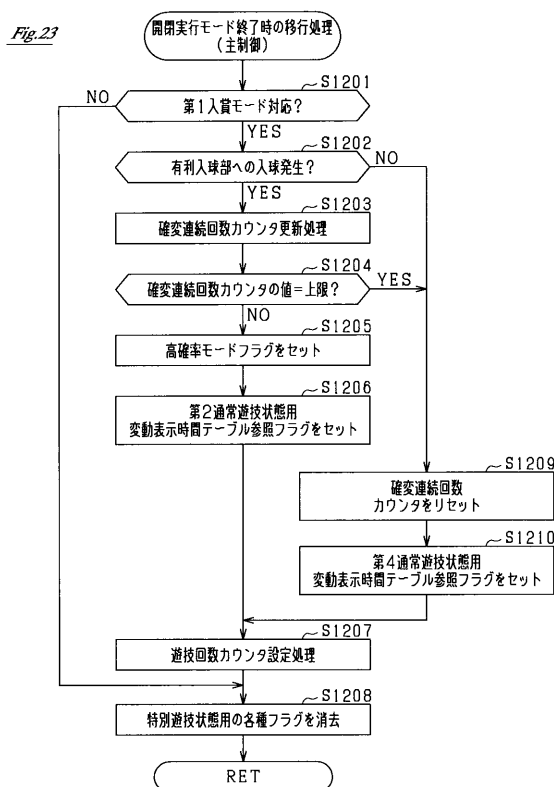 Fig.23
開閉実行モード終了時の移行処理
(主制御)
S1201
NO
第1入賞モード対応?
YES
S1202
有利入球部への入球発生?
NO
YES
S1203
確変連続回数カウンタ更新処理
S1204
確変連続回数カウンタの値=上限?
YES
NO
S1205
高確率モードフラグをセット
S1206
第2通常遊技状態用
変動表示時間テーブル参照フラグをセット
S1209
確変連続回数
カウンタをリセット
S1210
第4通常遊技状態用
変動表示時間テーブル参照フラグをセット
S1207
遊技回数カウンタ設定処理
S1208
特別遊技状態用の各種フラグを消去
RET